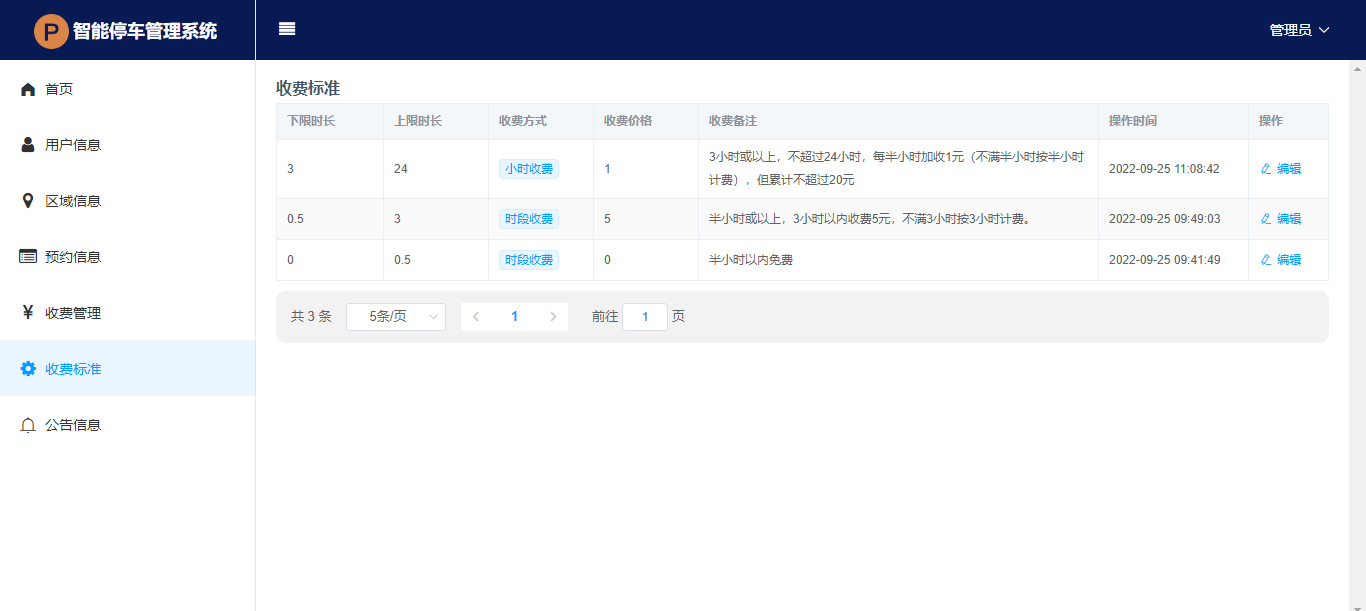 P 智能停车管理系统
管理员
首页
用户信息
区域信息
预约信息
¥ 收费管理
收费标准
公告信息
收费标准
下限时长 上限时长 收费方式 收费价格 收费备注 操作时间 操作
3 24 小时收费 1 3小时或以上，不超过24小时，每半小时加收1元（不满半小时按半小时
计费），但累计不超过20元 2022-09-25 11:08:42 编辑
0.5 3 时段收费 5 半小时或以上，3小时以内收费5元，不满3小时按3小时计费。 2022-09-25 09:49:03 编辑
0 0.5 时段收费 0 半小时以内免费 2022-09-25 09:41:49 编辑
共 3 条 5条/页 1 前往 1 页